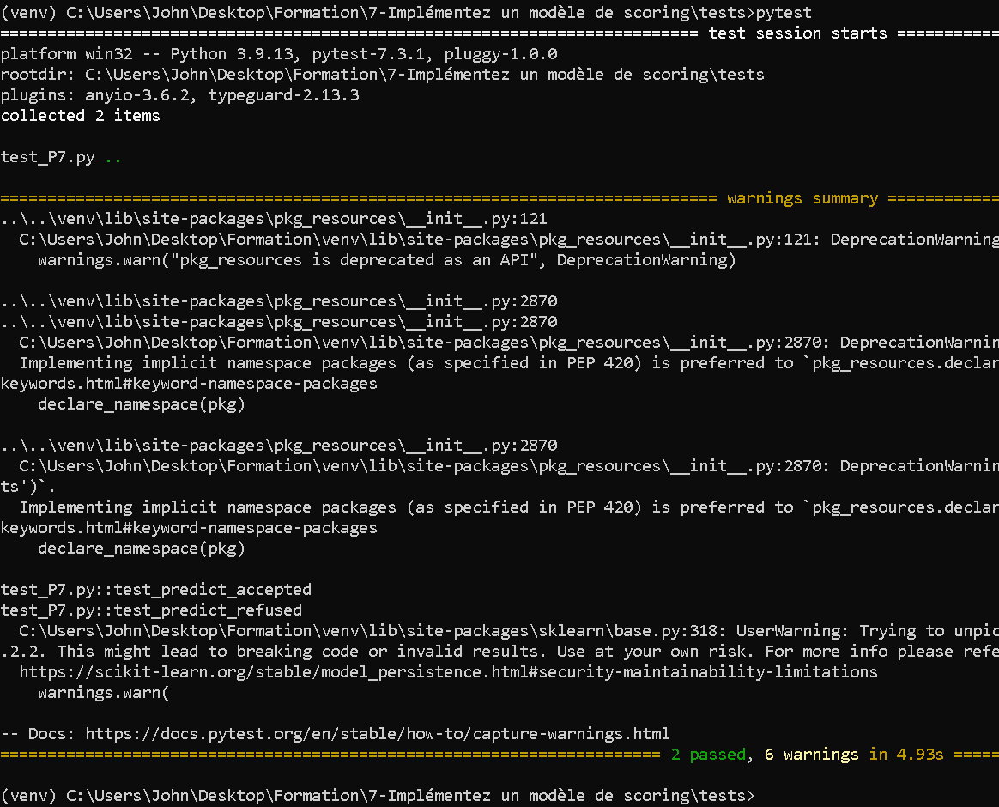 (venv) C:\Users\John\Desktop\Formation\7-Implémentez un modèle de scoring\tests>pytest
========================================================================== test session starts ===========
platform win32 -- Python 3.9.13, pytest-7.3.1, pluggy-1.0.0
rootdir: C:\Users\John\Desktop\Formation\7-Implémentez un modèle de scoring\tests
plugins: anyio-3.6.2, typeguard-2.13.3
collected 2 items
test_P7.py ..
============================================================================ warnings summary ============
..\..\venv\lib\site-packages\pkg_resources\__init__.py:121
C:\Users\John\Desktop\Formation\venv\lib\site-packages\pkg_resources\__init__.py:121: DeprecationWarning
warnings.warn("pkg_resources is deprecated as an API", DeprecationWarning)
..\..\venv\lib\site-packages\pkg_resources\__init__.py:2870
..\..\venv\lib\site-packages\pkg_resources\__init__.py:2870
C:\Users\John\Desktop\Formation\venv\lib\site-packages\pkg_resources\__init__.py:2870: DeprecationWarnin
Implementing implicit namespace packages (as specified in PEP 420) is preferred to `pkg_resources.declar
keywords.html#keyword-namespace-packages
declare_namespace(pkg)
..\..\venv\lib\site-packages\pkg_resources\__init__.py:2870
C:\Users\John\Desktop\Formation\venv\lib\site-packages\pkg_resources\__init__.py:2870: DeprecationWarnin
ts')`.
Implementing implicit namespace packages (as specified in PEP 420) is preferred to `pkg_resources.declar
keywords.html#keyword-namespace-packages
declare_namespace(pkg)
test_P7.py::test_predict_accepted
test_P7.py::test_predict_refused
C:\Users\John\Desktop\Formation\venv\lib\site-packages\sklearn\base.py:318: UserWarning: Trying to unpic
.2.2. This might lead to breaking code or invalid results. Use at your own risk. For more info please refe
https://scikit-learn.org/stable/model_persistence.html#security-maintainability-limitations
warnings.warn(
-- Docs: https://docs.pytest.org/en/stable/how-to/capture-warnings.html
====================================================================== 2 passed, 6 warnings in 4.93s =====
(venv) C:\Users\John\Desktop\Formation\7-Implémentez un modèle de scoring\tests>